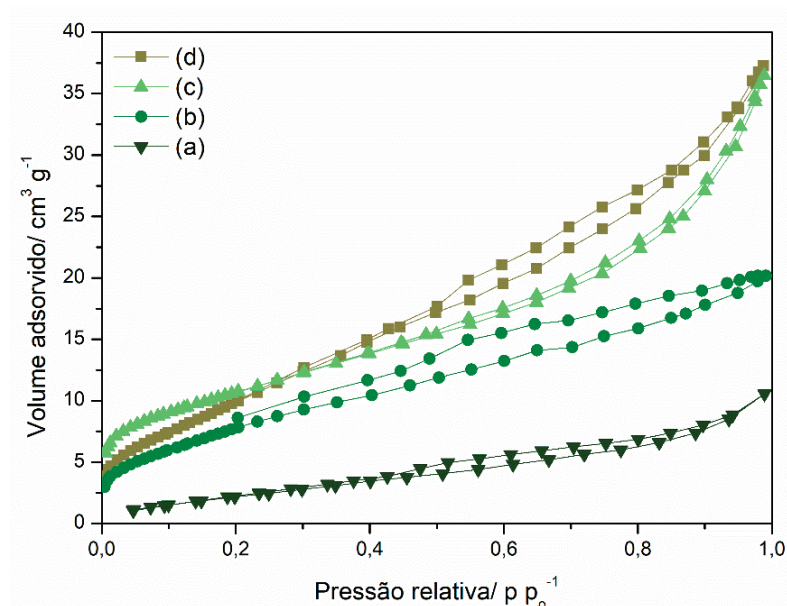 40
35
30
25
20
15
10
5
0
Volume adsorvido/ cm³ g⁻¹
(d)
(c)
(b)
(a)
0,0 0,2 0,4 0,6 0,8 1,0
Pressão relativa/ p pₒ⁻¹